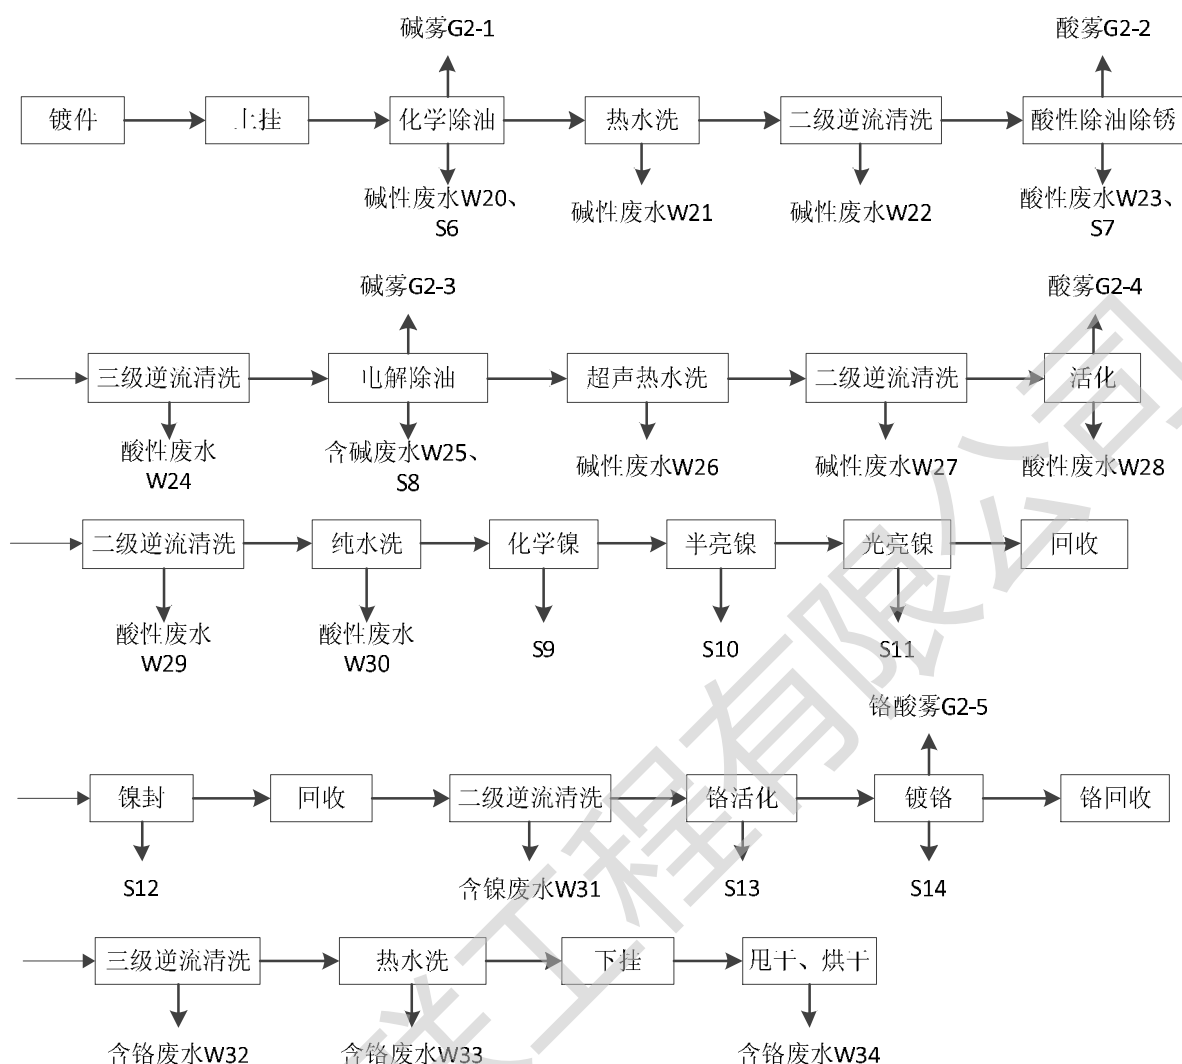 碱雾G2-1
酸雾G2-2
镀件
上挂
化学除油
热水洗
二级逆流清洗
酸性除油除锈
碱性废水W20、
S6
碱性废水W21
碱性废水W22
酸性废水W23、
S7
碱雾G2-3
酸雾G2-4
三级逆流清洗
电解除油
超声热水洗
二级逆流清洗
活化
酸性废水
W24
含碱废水W25、
S8
碱性废水W26
碱性废水W27
酸性废水W28
二级逆流清洗
纯水洗
化学镍
半亮镍
光亮镍
回收
酸性废水
W29
酸性废水
W30
S9
S10
S11
铬酸雾G2-5
镍封
回收
二级逆流清洗
铬活化
镀铬
铬回收
S12
含镍废水W31
S13
S14
三级逆流清洗
热水洗
下挂
甩干、烘干
含铬废水W32
含铬废水W33
含铬废水W34
工程有限公司